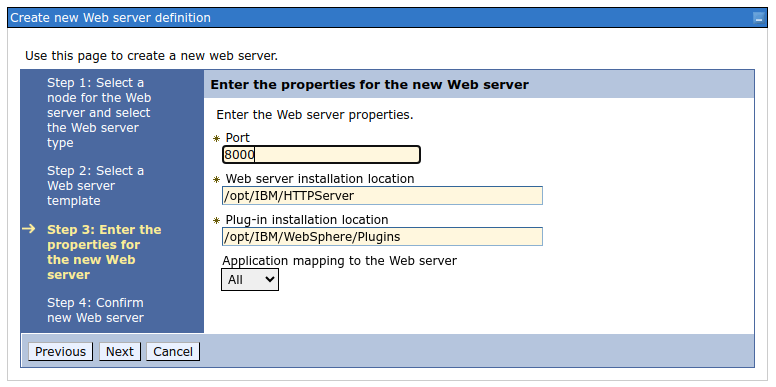 Create new Web server definition
Use this page to create a new web server.
Step 1: Select a
node for the Web
server and select
the Web server
type
Step 2: Select a
Web server
template
Step 3: Enter the
properties for
the new Web
server
Step 4: Confirm
new Web server
Enter the properties for the new Web server
Enter the Web server properties.
* Port
8000
* Web server installation location
/opt/IBM/HTTPServer
* Plug-in installation location
/opt/IBM/WebSphere/Plugins
Application mapping to the Web server
All
Previous Next Cancel